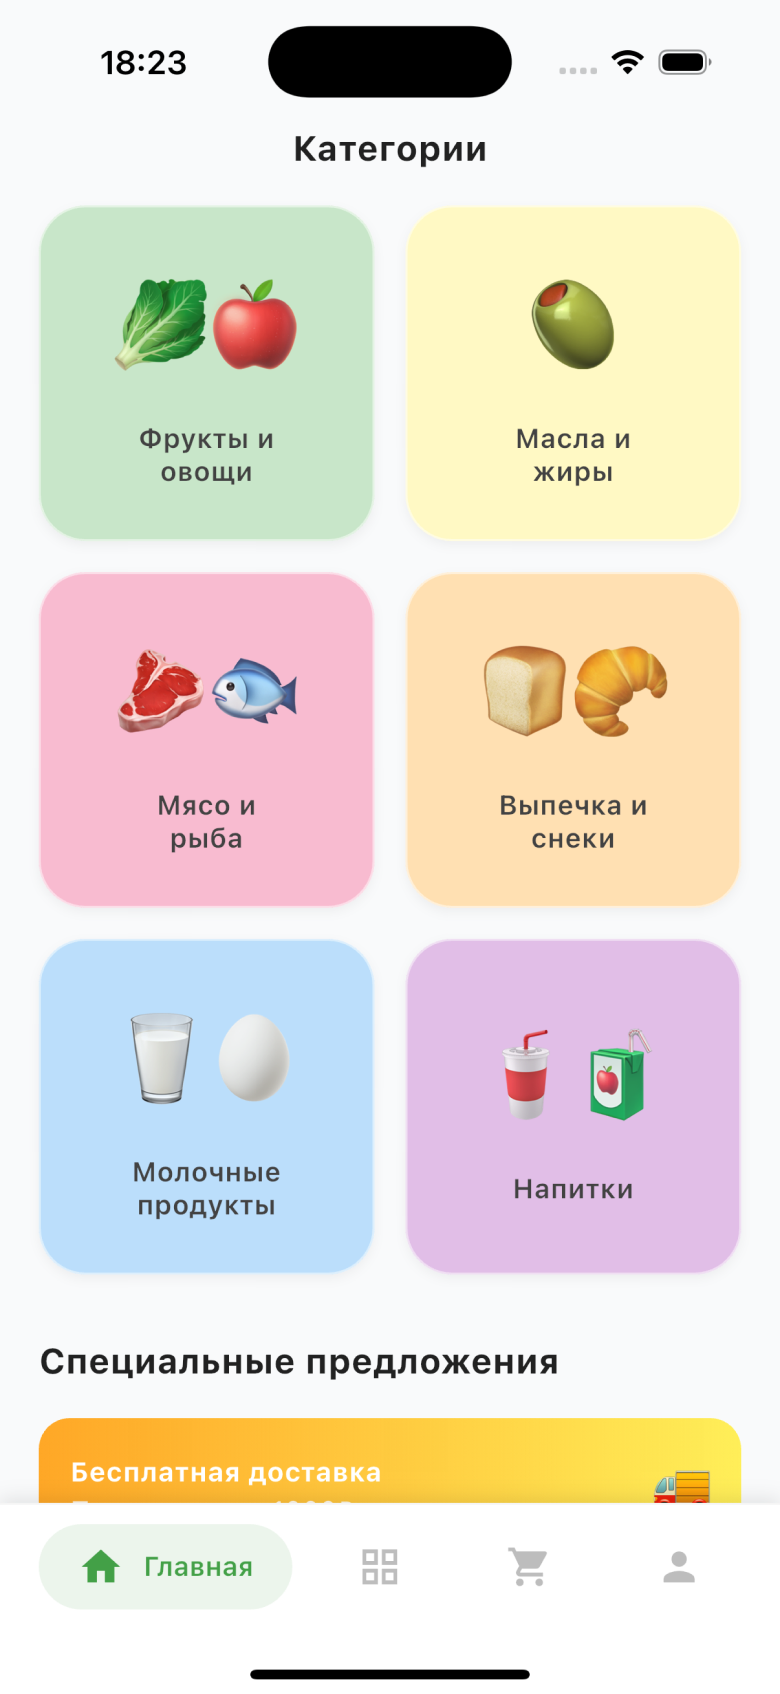 18:23
Категории
Фрукты и
овощи
Масла и
жиры
Мясо и
рыба
Выпечка и
снеки
Молочные
продукты
Напитки
Специальные предложения
Бесплатная доставка
Главная